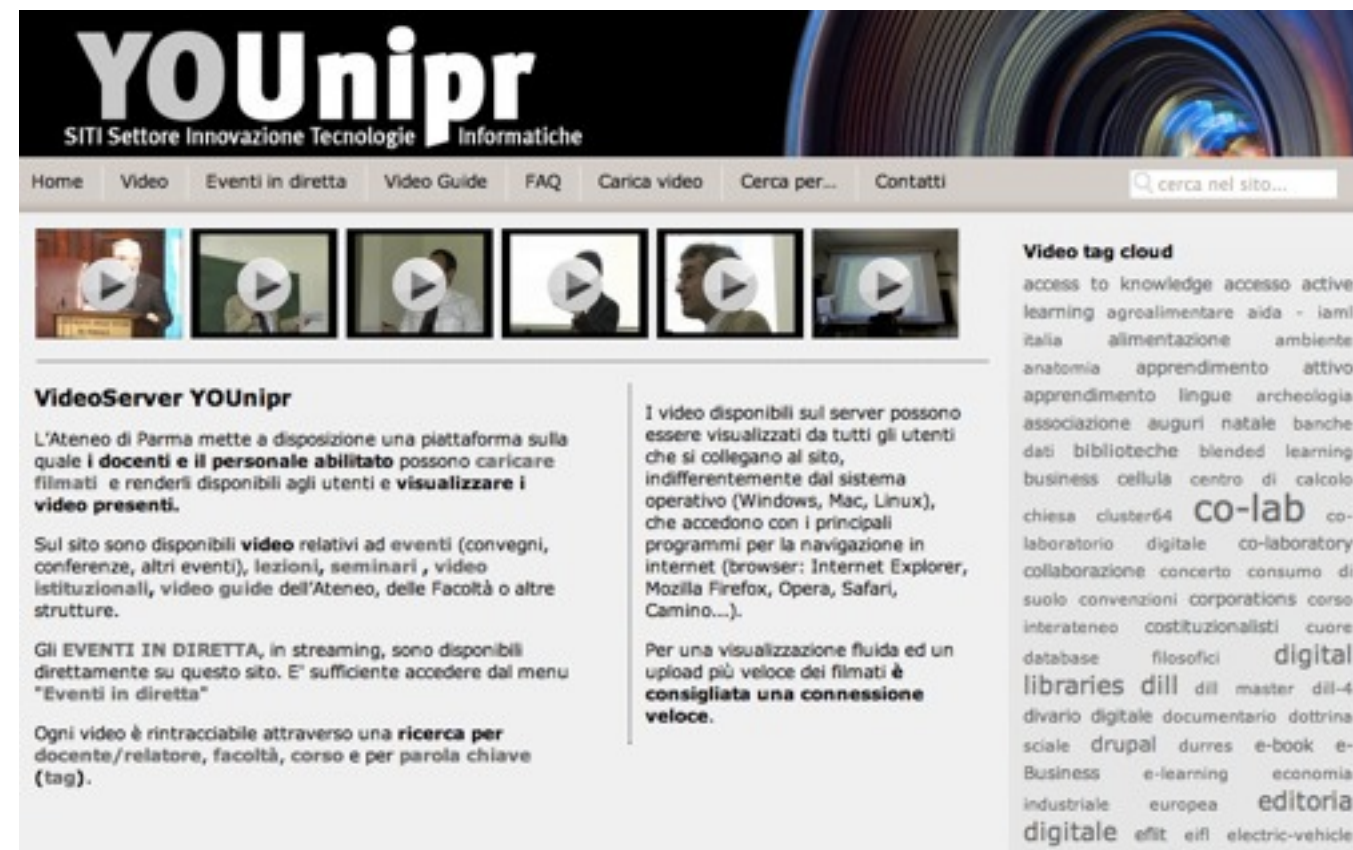 YOUnipr
SITI Settore Innovazione Tecnologie Informatiche
Home Video Eventi in diretta Video Guide FAQ Carica video Cerca per... Contatti cerca nel sito...
VideoServer YOUnipr
L'Ateneo di Parma mette a disposizione una piattaforma sulla
quale i docenti e il personale abilitato possono caricare
filmati e renderli disponibili agli utenti e visualizzare i
video presenti.
Sul sito sono disponibili video relativi ad eventi (convegni,
conferenze, altri eventi), lezioni, seminari , video
istituzionali, video guide dell'Ateneo, delle Facoltà o altre
strutture.
Gli EVENTI IN DIRETTA, in streaming, sono disponibili
direttamente su questo sito. E' sufficiente accedere dal menu
"Eventi in diretta"
Ogni video è rintracciabile attraverso una ricerca per
docente/relatore, facoltà, corso e per parola chiave
(tag).
I video disponibili sul server possono
essere visualizzati da tutti gli utenti
che si collegano al sito,
indifferentemente dal sistema
operativo (Windows, Mac, Linux),
che accedono con i principali
programmi per la navigazione in
internet (browser: Internet Explorer,
Mozilla Firefox, Opera, Safari,
Camino...).
Per una visualizzazione fluida ed un
upload più veloce dei filmati è
consigliata una connessione
veloce.
Video tag cloud
access to knowledge accesso active
learning agroalimentare aida - iaml
italia alimentazione ambiente
anatomia apprendimento attivo
apprendimento lingue archeologia
associazione auguri natale banche
dati biblioteche blended learning
business cellula centro di calcolo
chiesa cluster64 co-lab co-
laboratorio digitale co-laboratory
collaborazione concerto consumo di
suolo convenzioni corporations corso
interateneo costituzionalisti cuore
database filosofici digital
libraries dill dill master dill-4
divario digitale documentario dottrina
sciale drupal durres e-book e-
Business e-learning economia
industriale europea editoria
digitale eflit eifl electric-vehicle